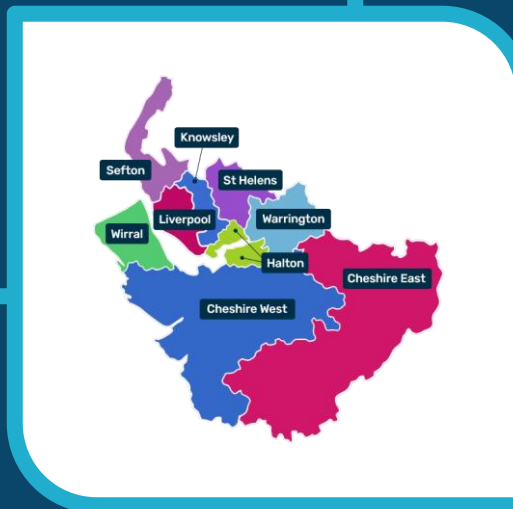 Knowsley
Sefton
St Helens
Liverpool
Warrington
Wirral
Halton
Cheshire East
Cheshire West